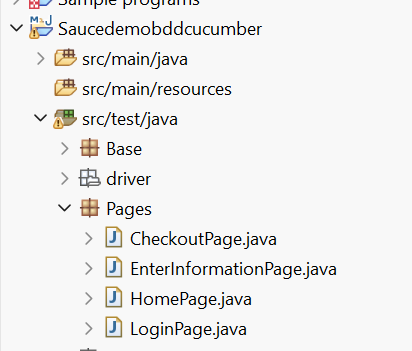 Sample programs
Saucedemobddcucumber
src/main/java
src/main/resources
src/test/java
Base
driver
Pages
CheckoutPage.java
EnterInformationPage.java
HomePage.java
LoginPage.java